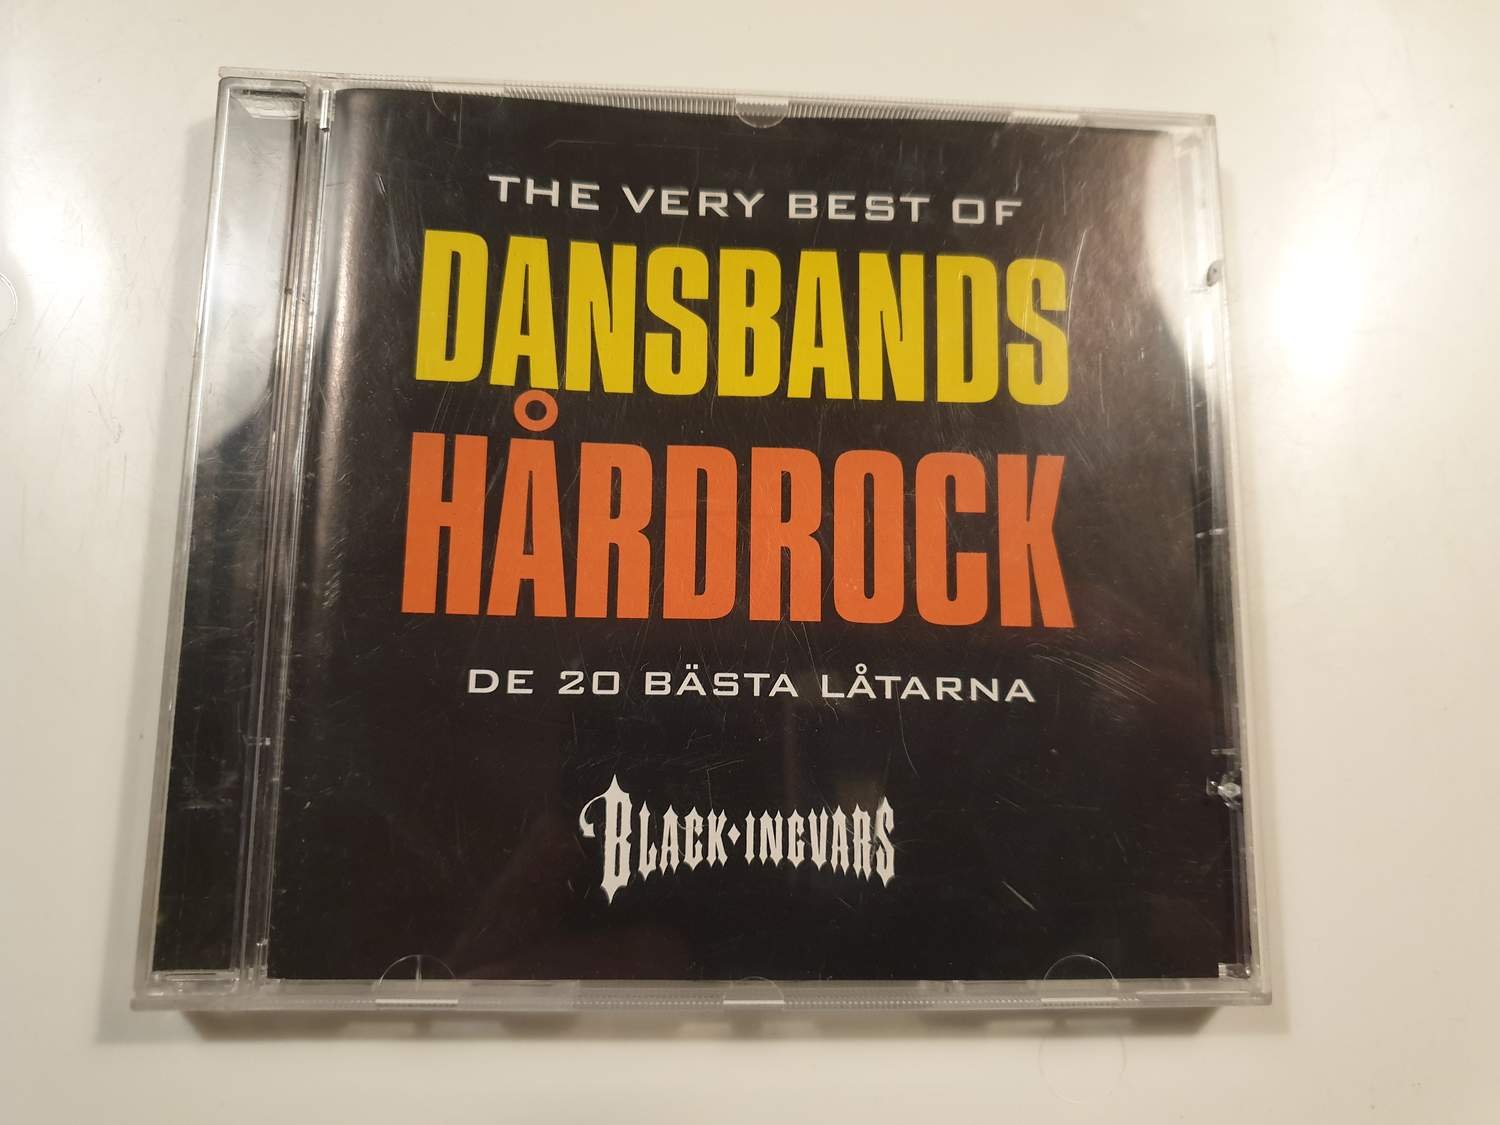 THE VERY BEST OF
DANSBANDS
HÅRDROCK
DE 20 BÄSTA LÅTARNA
BLACK·INGVARS